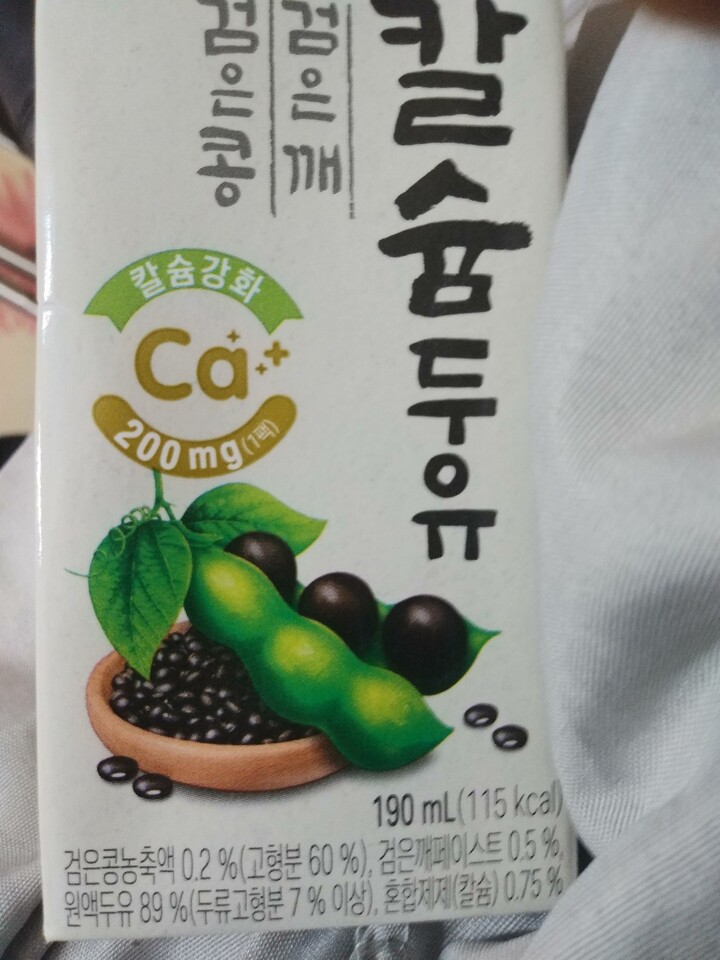 검은콩
검은깨
칼슘두유
칼슘강화
Ca++
200 mg(1팩)
190 mL(115 kcal)
검은콩농축액 0.2 %(고형분 60 %), 검은깨페이스트 0.5 %,
원액두유 89 %(두류고형분 7 % 이상), 혼합제제(칼슘) 0.75 %